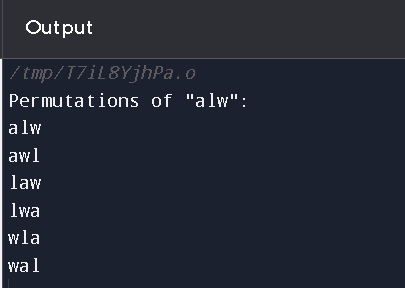 Output
/tmp/T7iL8YjhPa.o
Permutations of "alw":
alw
awl
law
lwa
wla
wal